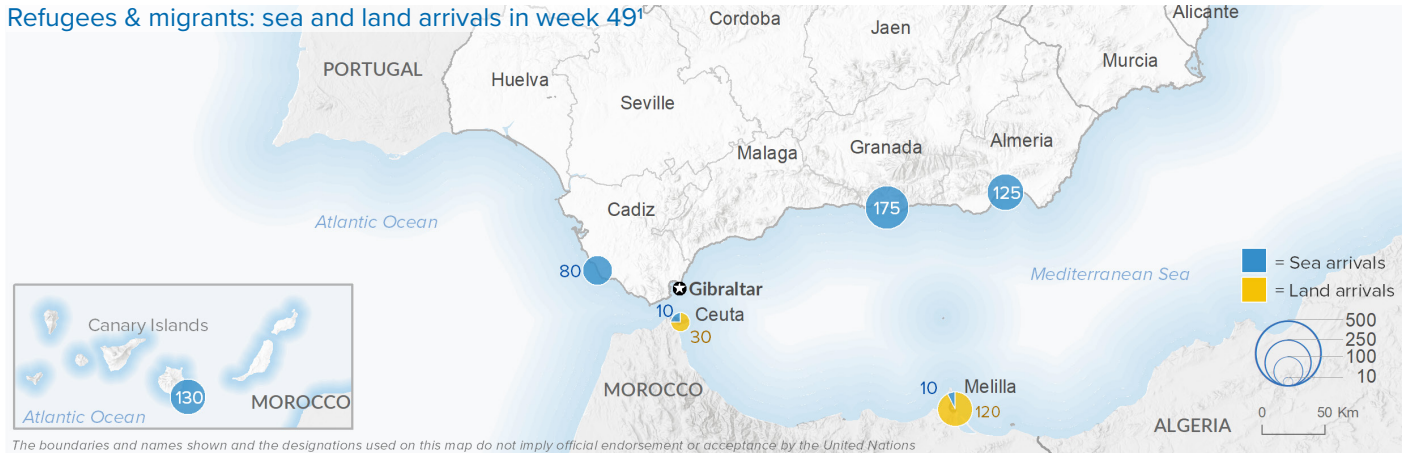 Refugees & migrants: sea and land arrivals in week 49¹
Cordoba
Alicante
Jaen
PORTUGAL
Huelva
Murcia
Seville
Malaga
Granada
Almeria
Cadiz
175
125
Atlantic Ocean
80
Gibraltar
Mediterranean Sea
= Sea arrivals
= Land arrivals
10
Ceuta
30
Canary Islands
500
250
100
10
MOROCCO
10
Melilla
120
130
MOROCCO
Atlantic Ocean
0 50 Km
ALGERIA
The boundaries and names shown and the designations used on this map do not imply official endorsement or acceptance by the United Nations